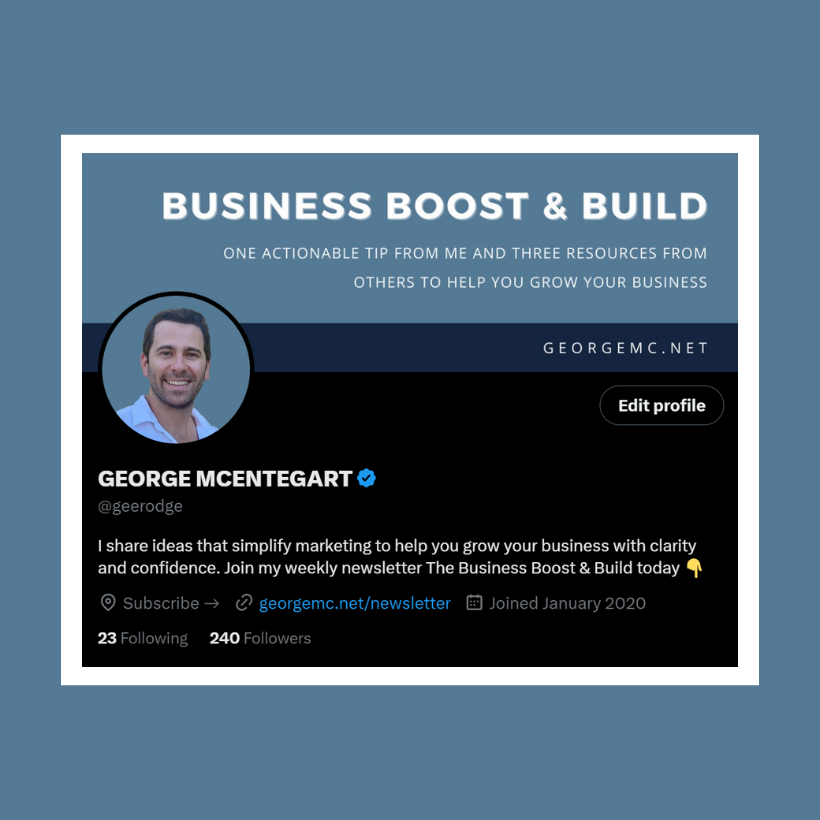 BUSINESS BOOST & BUILD
ONE ACTIONABLE TIP FROM ME AND THREE RESOURCES FROM
OTHERS TO HELP YOU GROW YOUR BUSINESS
GEORGEMC.NET
Edit profile
GEORGE MCENTEGART
@geerodge
I share ideas that simplify marketing to help you grow your business with clarity
and confidence. Join my weekly newsletter The Business Boost & Build today 👇
Subscribe → georgemc.net/newsletter Joined January 2020
23 Following 240 Followers